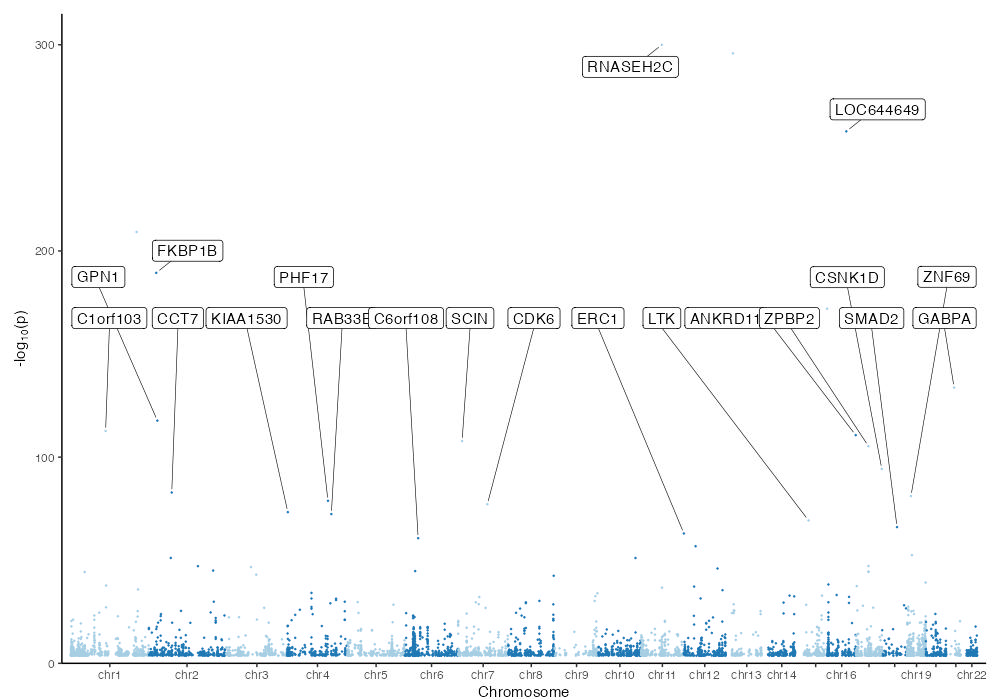 300
RNASEH2C
LOC644649
200
FKBP1B
GPN1
PHF17
CSNK1D
ZNF69
C1orf103
CCT7
KIAA1530
RAB33B
C6orf108
SCIN
CDK6
ERC1
LTK
ANKRD11
ZPBP2
SMAD2
GABPA
-log10(p)
100
0
chr1
chr2
chr3
chr4
chr5
chr6
chr7
chr8
chr9
chr10
chr11
chr12
chr13
chr14
chr16
chr19
chr22
Chromosome